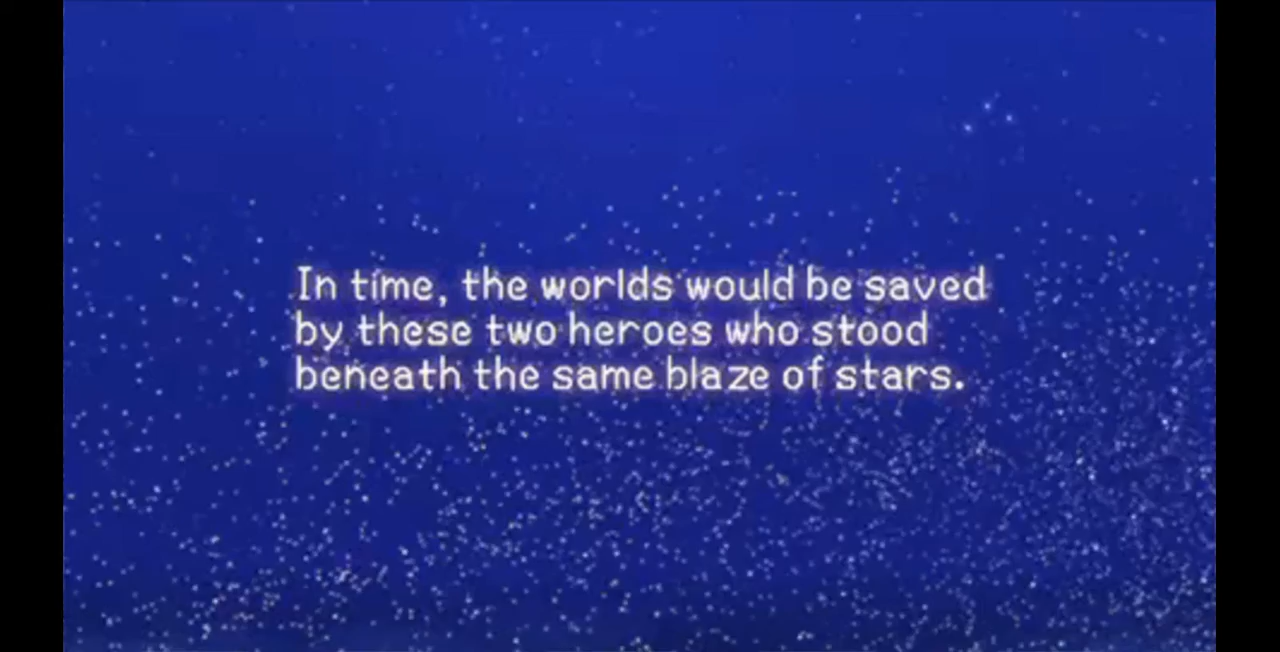 In time, the worlds would be saved
by these two heroes who stood
beneath the same blaze of stars.